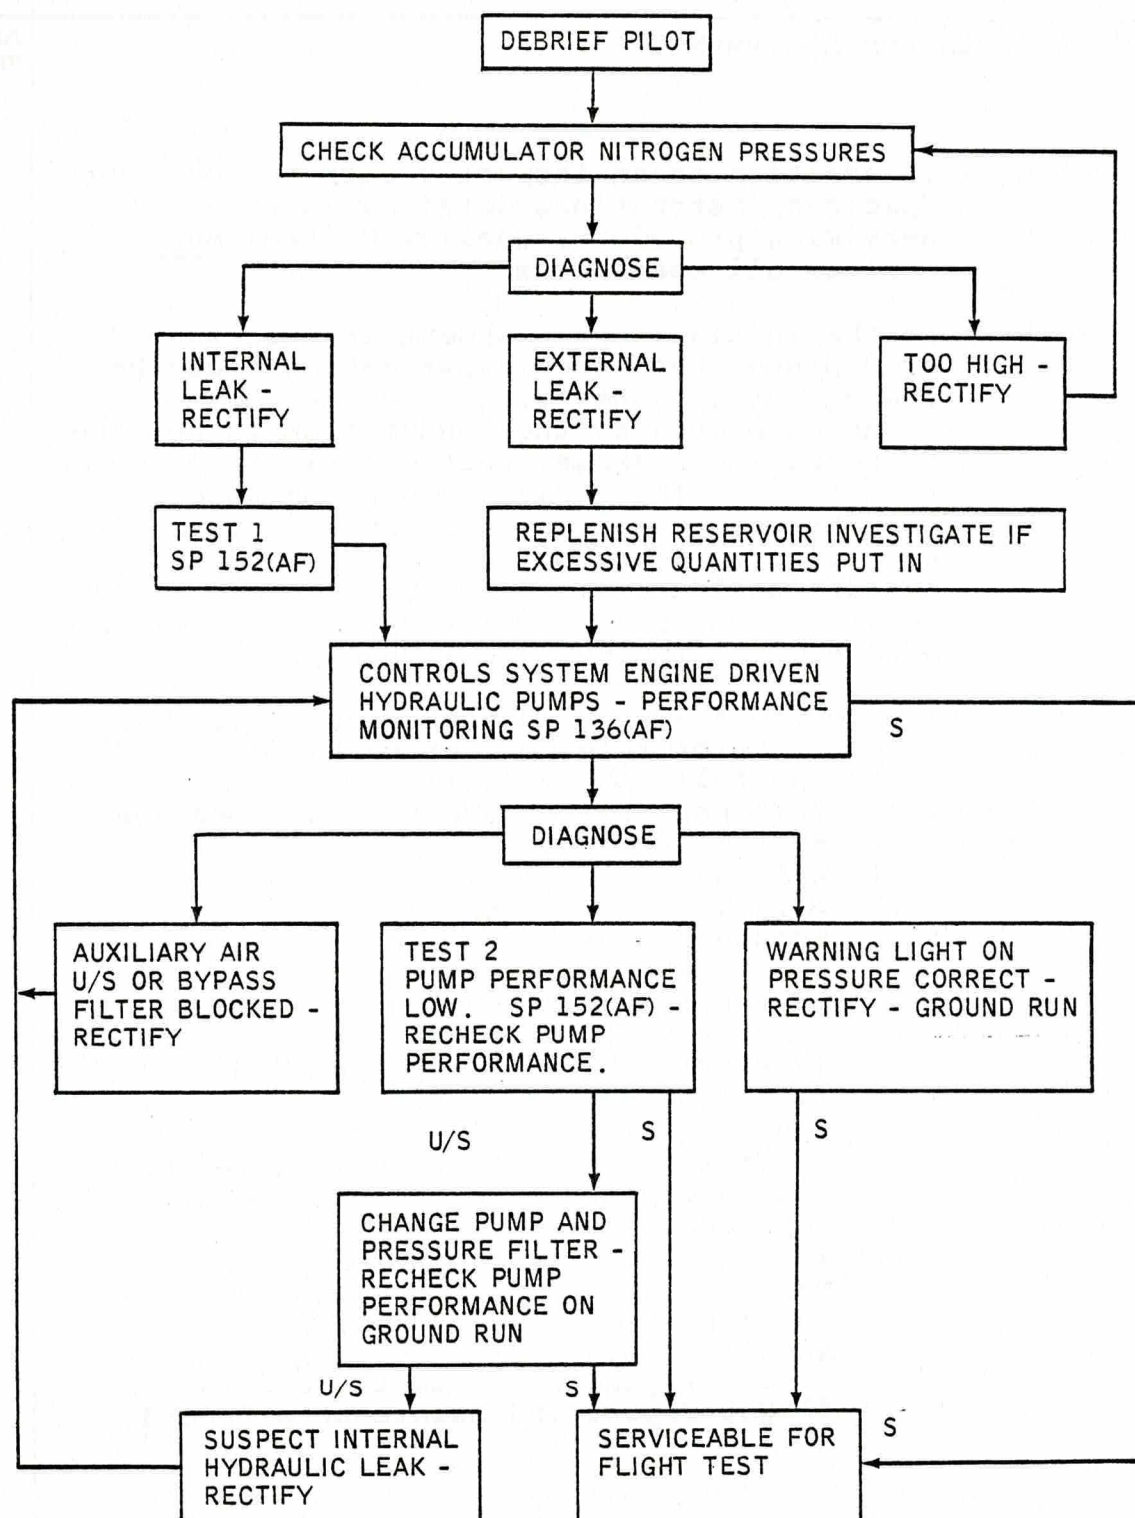 DEBRIEF PILOT
CHECK ACCUMULATOR NITROGEN PRESSURES
DIAGNOSE
INTERNAL
LEAK -
RECTIFY
EXTERNAL
LEAK -
RECTIFY
TOO HIGH -
RECTIFY
TEST 1
SP 152(AF)
REPLENISH RESERVOIR INVESTIGATE IF
EXCESSIVE QUANTITIES PUT IN
CONTROLS SYSTEM ENGINE DRIVEN
HYDRAULIC PUMPS - PERFORMANCE
MONITORING SP 136(AF)
S
DIAGNOSE
AUXILIARY AIR
U/S OR BYPASS
FILTER BLOCKED -
RECTIFY
TEST 2
PUMP PERFORMANCE
LOW. SP 152(AF) -
RECHECK PUMP
PERFORMANCE.
WARNING LIGHT ON
PRESSURE CORRECT -
RECTIFY - GROUND RUN
U/S
S
S
CHANGE PUMP AND
PRESSURE FILTER -
RECHECK PUMP
PERFORMANCE ON
GROUND RUN
U/S
S
SUSPECT INTERNAL
HYDRAULIC LEAK -
RECTIFY
SERVICEABLE FOR
FLIGHT TEST
S